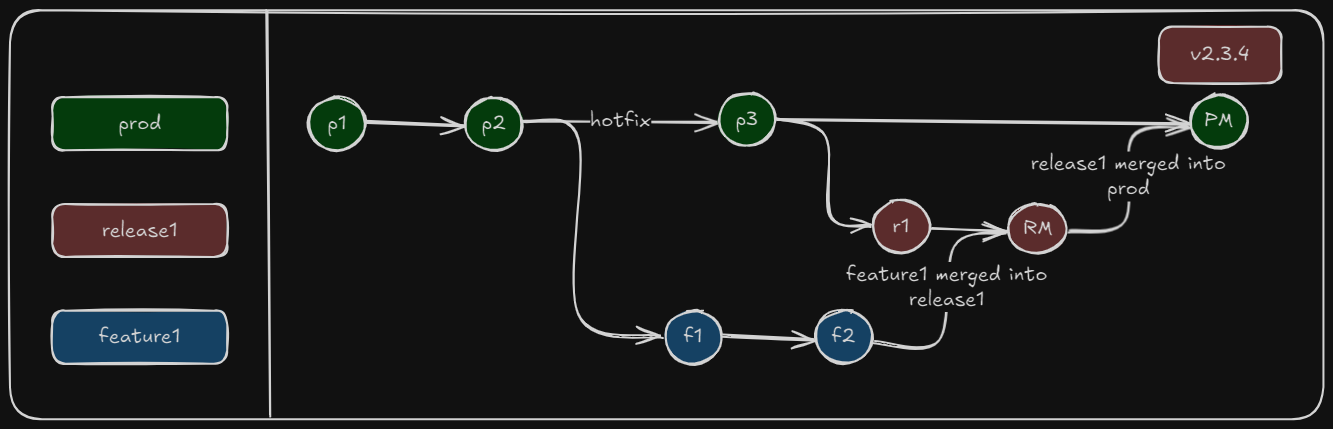 v2.3.4
prod
p1
p2
hotfix
p3
PM
release1 merged into
prod
release1
r1
RM
feature1 merged into
release1
feature1
f1
f2